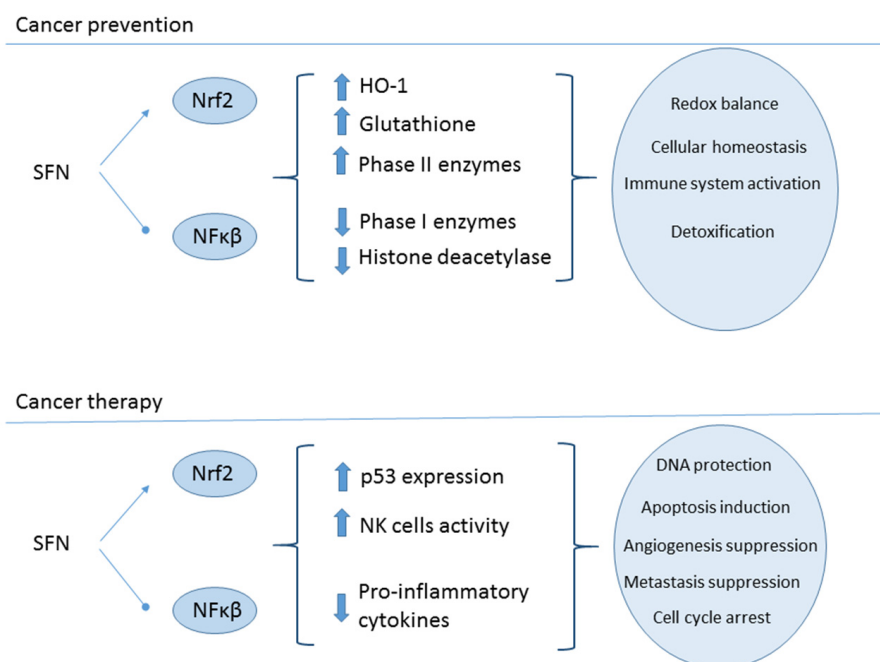 Cancer prevention
Nrf2
SFN
NFκβ
HO-1
Glutathione
Phase II enzymes
Phase I enzymes
Histone deacetylase
Redox balance
Cellular homeostasis
Immune system activation
Detoxification
Cancer therapy
Nrf2
SFN
NFκβ
p53 expression
NK cells activity
Pro-inflammatory
cytokines
DNA protection
Apoptosis induction
Angiogenesis suppression
Metastasis suppression
Cell cycle arrest